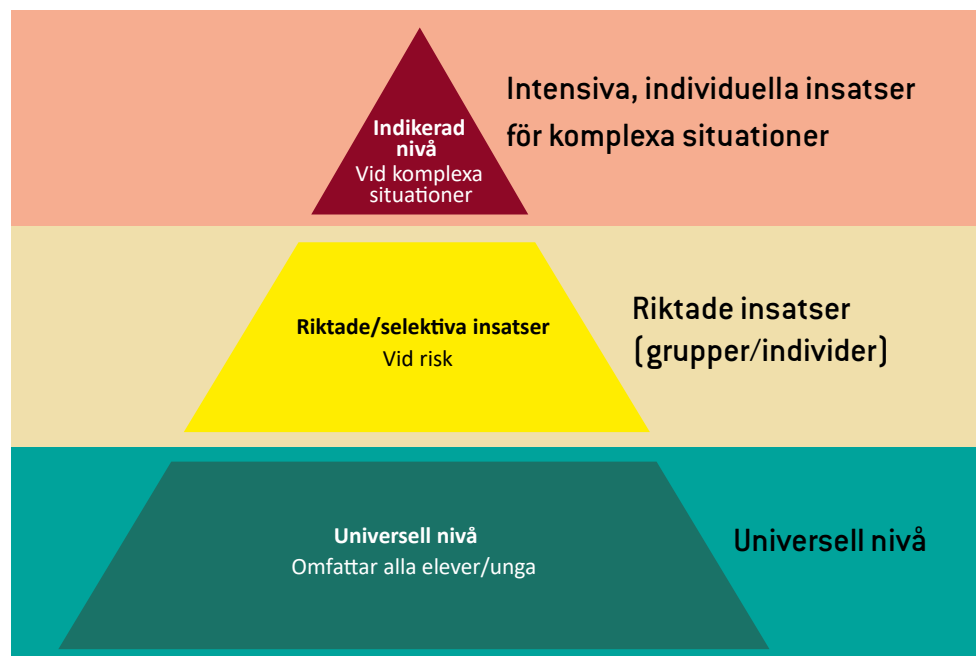 Indikerad
nivå
Vid komplexa
situationer
Intensiva, individuella insatser
för komplexa situationer
Riktade/selektiva insatser
Vid risk
Riktade insatser
(grupper/individer)
Universell nivå
Omfattar alla elever/unga
Universell nivå